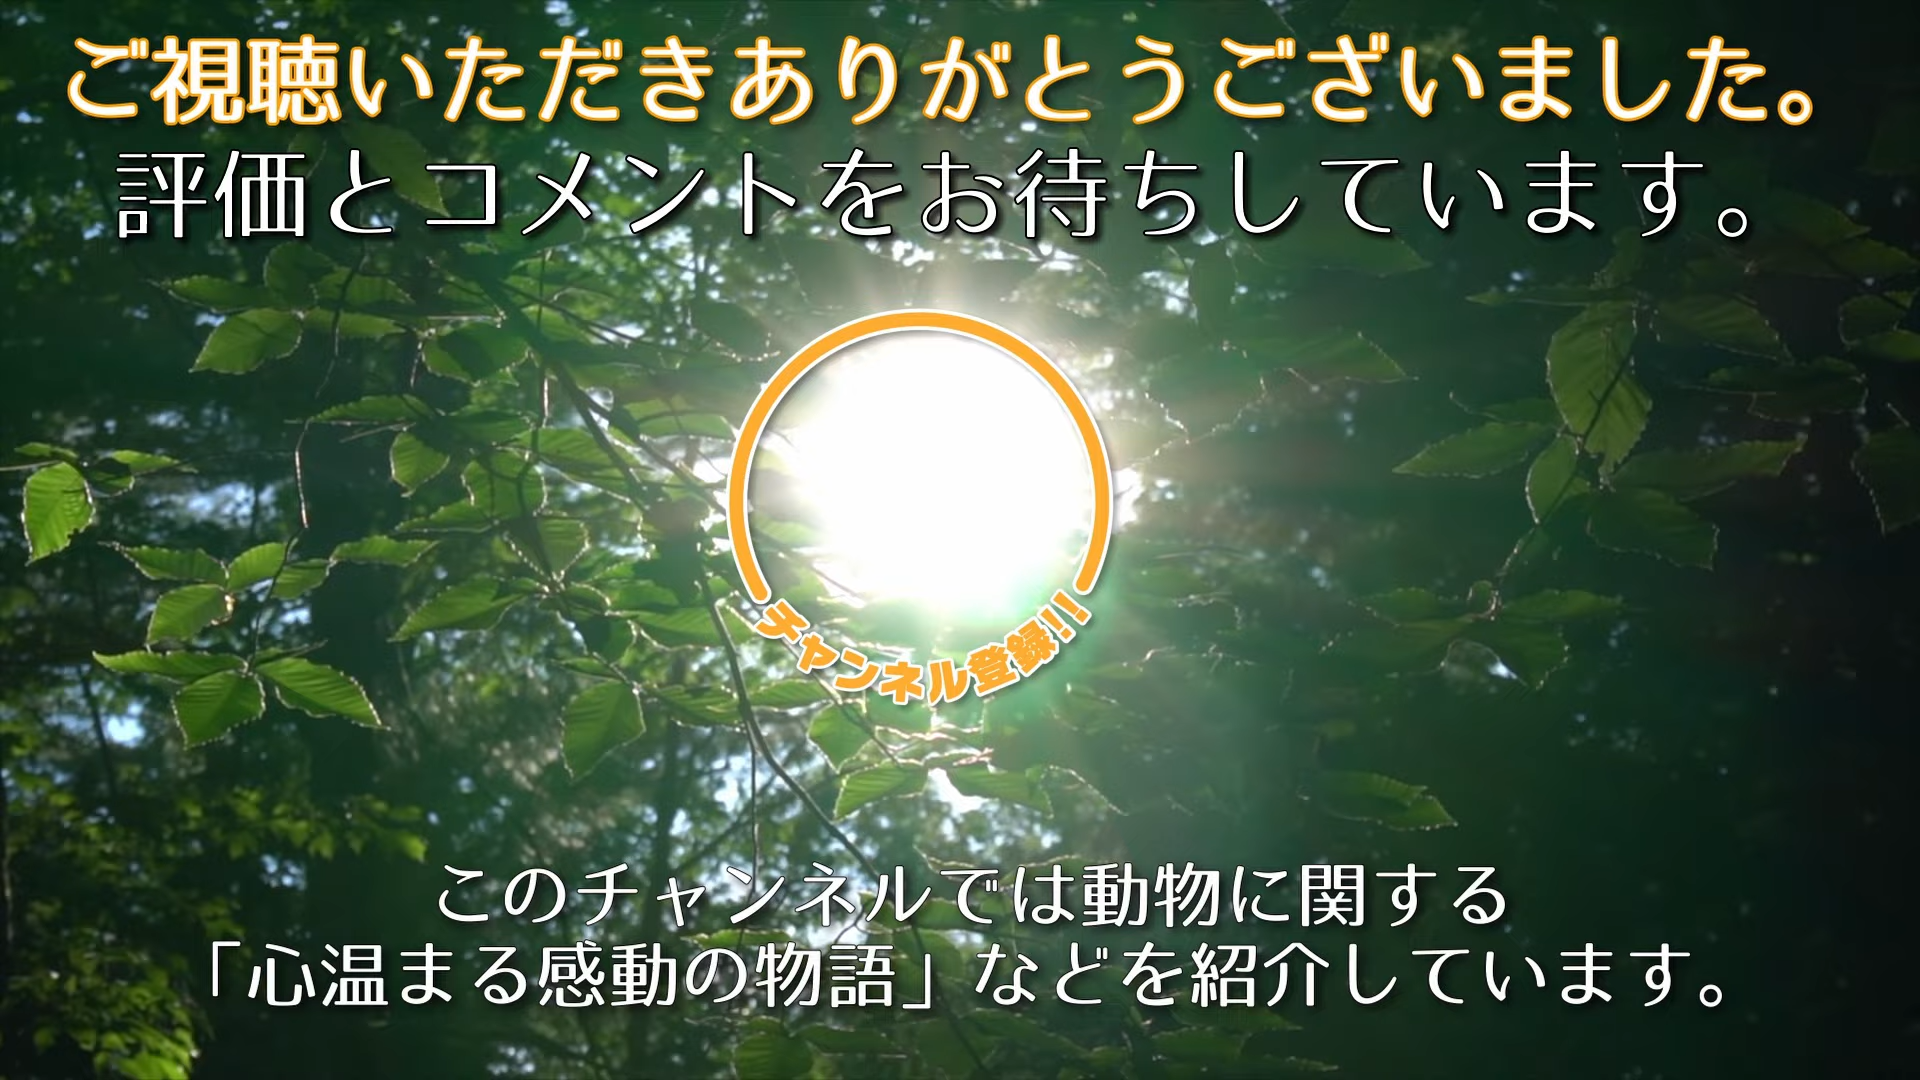 ご視聴いただきありがとうございました。
評価とコメントをお待ちしています。
チャンネル登録!!
このチャンネルでは動物に関する
「心温まる感動の物語」などを紹介しています。